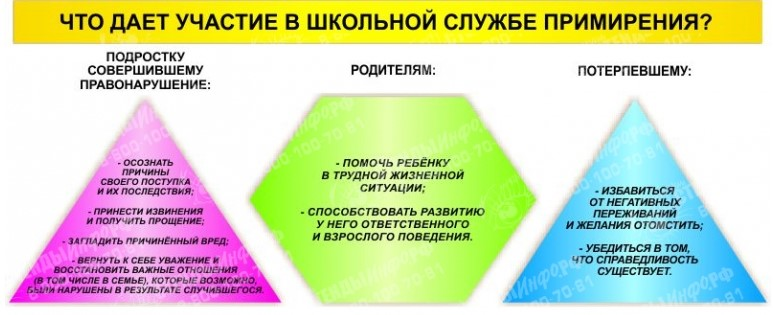 ЧТО ДАЕТ УЧАСТИЕ В ШКОЛЬНОЙ СЛУЖБЕ ПРИМИРЕНИЯ?
ПОДРОСТКУ
СОВЕРШИВШЕМУ
ПРАВОНАРУШЕНИЕ:
- ОСОЗНАТЬ
ПРИЧИНЫ
СВОЕГО ПОСТУПКА
И ИХ ПОСЛЕДСТВИЯ;
- ПРИНЕСТИ ИЗВИНЕНИЯ
И ПОЛУЧИТЬ ПРОЩЕНИЕ;
- ЗАГЛАДИТЬ ПРИЧИНЁННЫЙ ВРЕД;
- ВЕРНУТЬ К СЕБЕ УВАЖЕНИЕ И
ВОССТАНОВИТЬ ВАЖНЫЕ ОТНОШЕНИЯ
(В ТОМ ЧИСЛЕ В СЕМЬЕ), КОТОРЫЕ ВОЗМОЖНО,
БЫЛИ НАРУШЕНЫ В РЕЗУЛЬТАТЕ СЛУЧИВШЕГОСЯ.
РОДИТЕЛЯМ:
- ПОМОЧЬ РЕБЁНКУ
В ТРУДНОЙ ЖИЗНЕННОЙ
СИТУАЦИИ;
- СПОСОБСТВОВАТЬ РАЗВИТИЮ
У НЕГО ОТВЕТСТВЕННОГО
И ВЗРОСЛОГО ПОВЕДЕНИЯ.
ПОТЕРПЕВШЕМУ:
- ИЗБАВИТЬСЯ
ОТ НЕГАТИВНЫХ
ПЕРЕЖИВАНИЙ
И ЖЕЛАНИЯ ОТОМСТИТЬ;
- УБЕДИТЬСЯ В ТОМ,
ЧТО СПРАВЕДЛИВОСТЬ
СУЩЕСТВУЕТ.